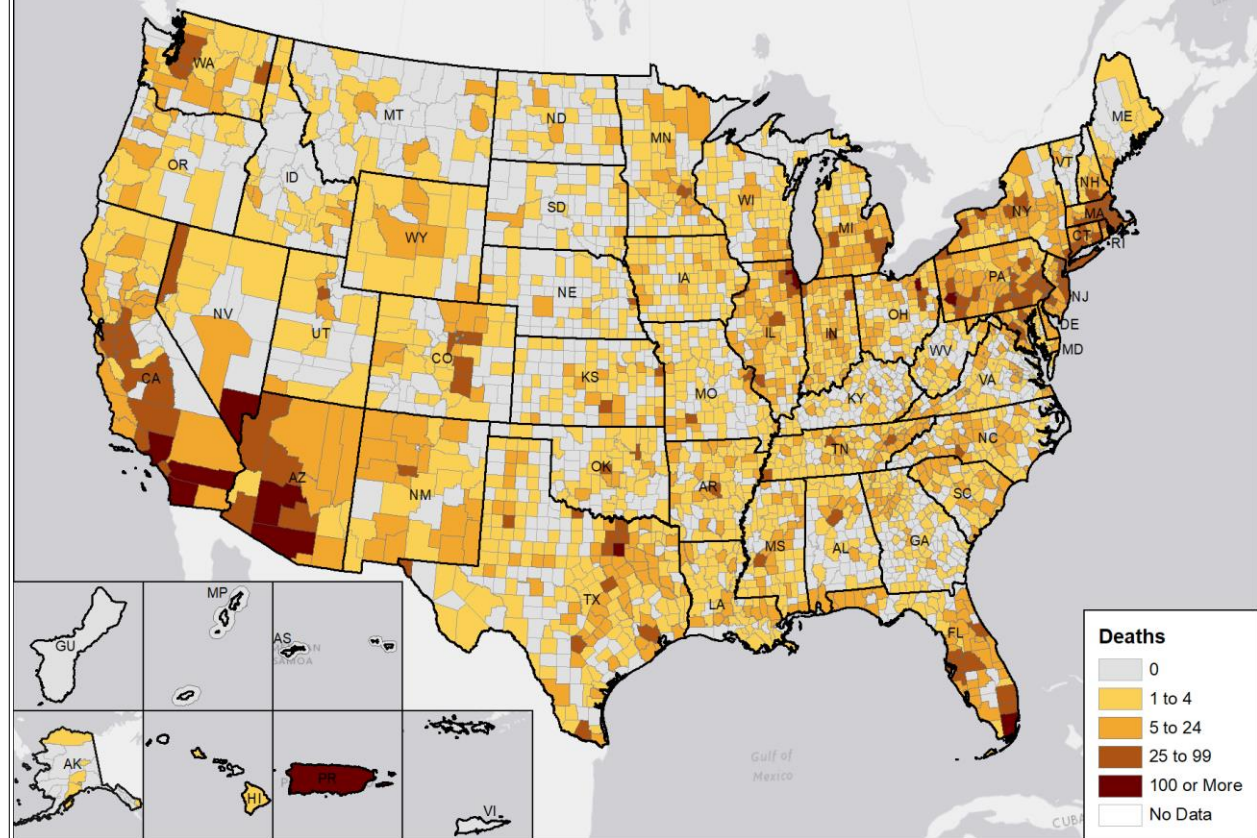 WA
MT
ND
MN
ME
OR
ID
VT
NH
SD
WI
NY
MA
WY
MI
CT
RI
IA
PA
NE
NJ
NV
OH
UT
IL
IN
DE
CO
WV
MD
CA
KS
MO
VA
KY
NC
TN
OK
AZ
NM
AR
SC
MS
AL
GA
TX
LA
FL
MP
GU
AS
SAMOA
AK
HI
PR
VI
Gulf of
Mexico
CUBA
Deaths
0
1 to 4
5 to 24
25 to 99
100 or More
No Data